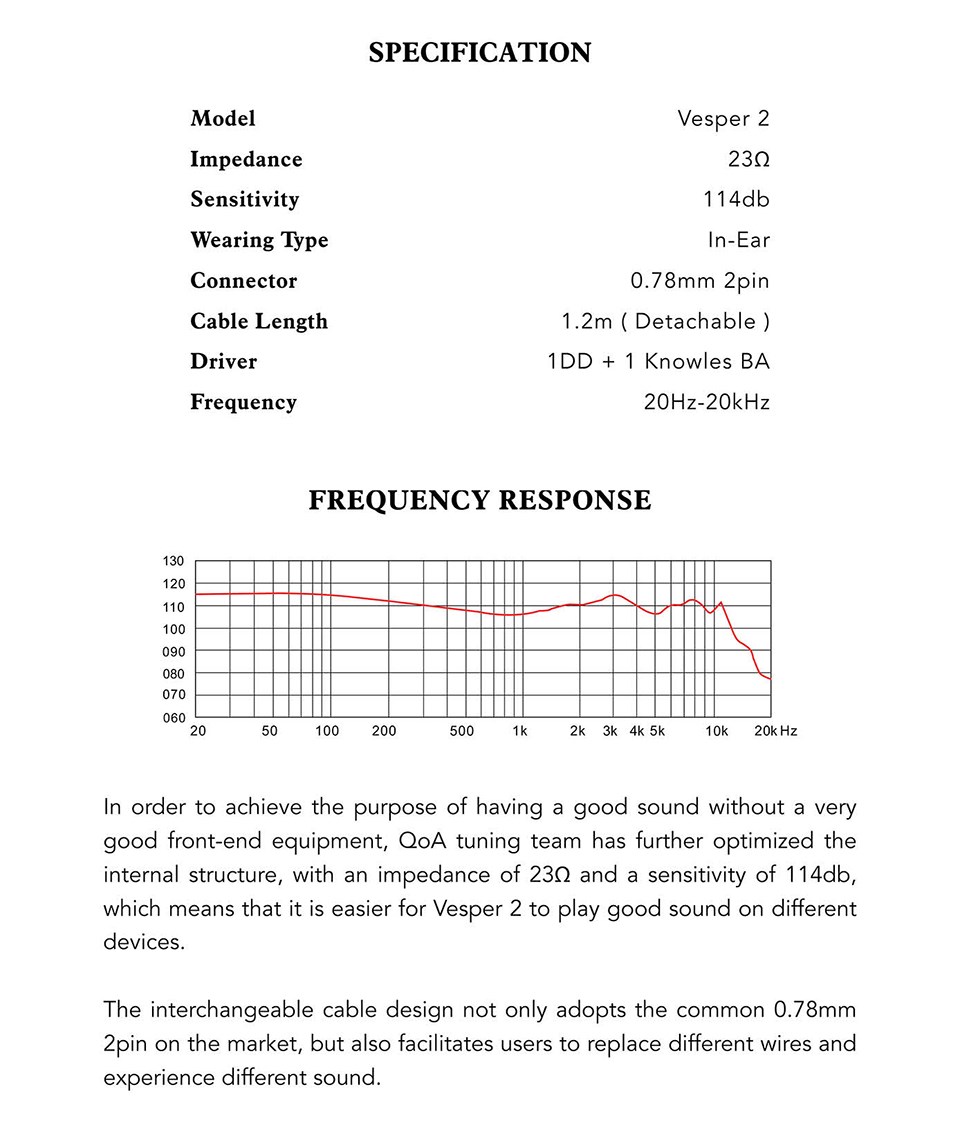 SPECIFICATION
Model Vesper 2
Impedance 23Ω
Sensitivity 114db
Wearing Type In-Ear
Connector 0.78mm 2pin
Cable Length 1.2m ( Detachable )
Driver 1DD + 1 Knowles BA
Frequency 20Hz-20kHz
FREQUENCY RESPONSE
130
120
110
100
090
080
070
060
20 50 100 200 500 1k 2k 3k 4k 5k 10k 20k Hz
In order to achieve the purpose of having a good sound without a very
good front-end equipment, QoA tuning team has further optimized the
internal structure, with an impedance of 23Ω and a sensitivity of 114db,
which means that it is easier for Vesper 2 to play good sound on different
devices.
The interchangeable cable design not only adopts the common 0.78mm
2pin on the market, but also facilitates users to replace different wires and
experience different sound.